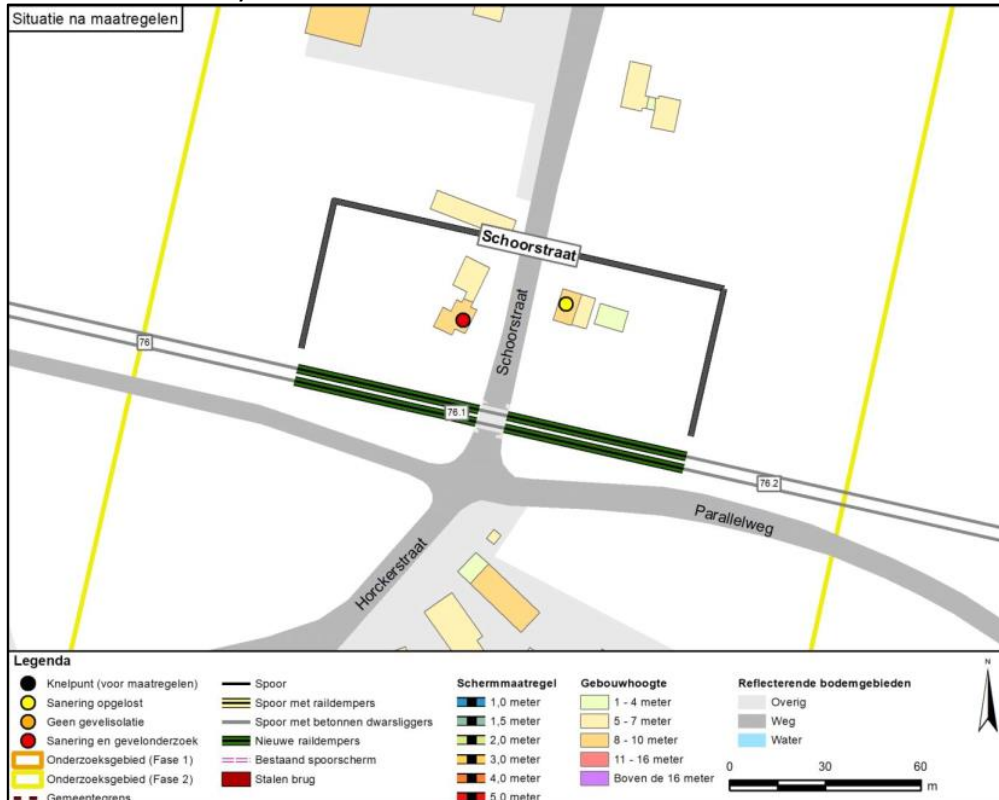 Situatie na maatregelen
Schoorstraat
Schoorstraat
76
76.1
76.2
Parallelweg
Horckerstraat
Legenda
Knelpunt (voor maatregelen)
Sanering opgelost
Geen gevelisolatie
Sanering en gevelonderzoek
Onderzoeksgebied (Fase 1)
Onderzoeksgebied (Fase 2)
Gemeentegrens
Spoor
Spoor met raildempers
Spoor met betonnen dwarsliggers
Nieuwe raildempers
Bestaand spoorscherm
Stalen brug
Schermmaatregel
1,0 meter
1,5 meter
2,0 meter
3,0 meter
4,0 meter
5,0 meter
Gebouwhoogte
1 - 4 meter
5 - 7 meter
8 - 10 meter
11 - 16 meter
Boven de 16 meter
Reflecterende bodemgebieden
Overig
Weg
Water
N
0 30 60
m